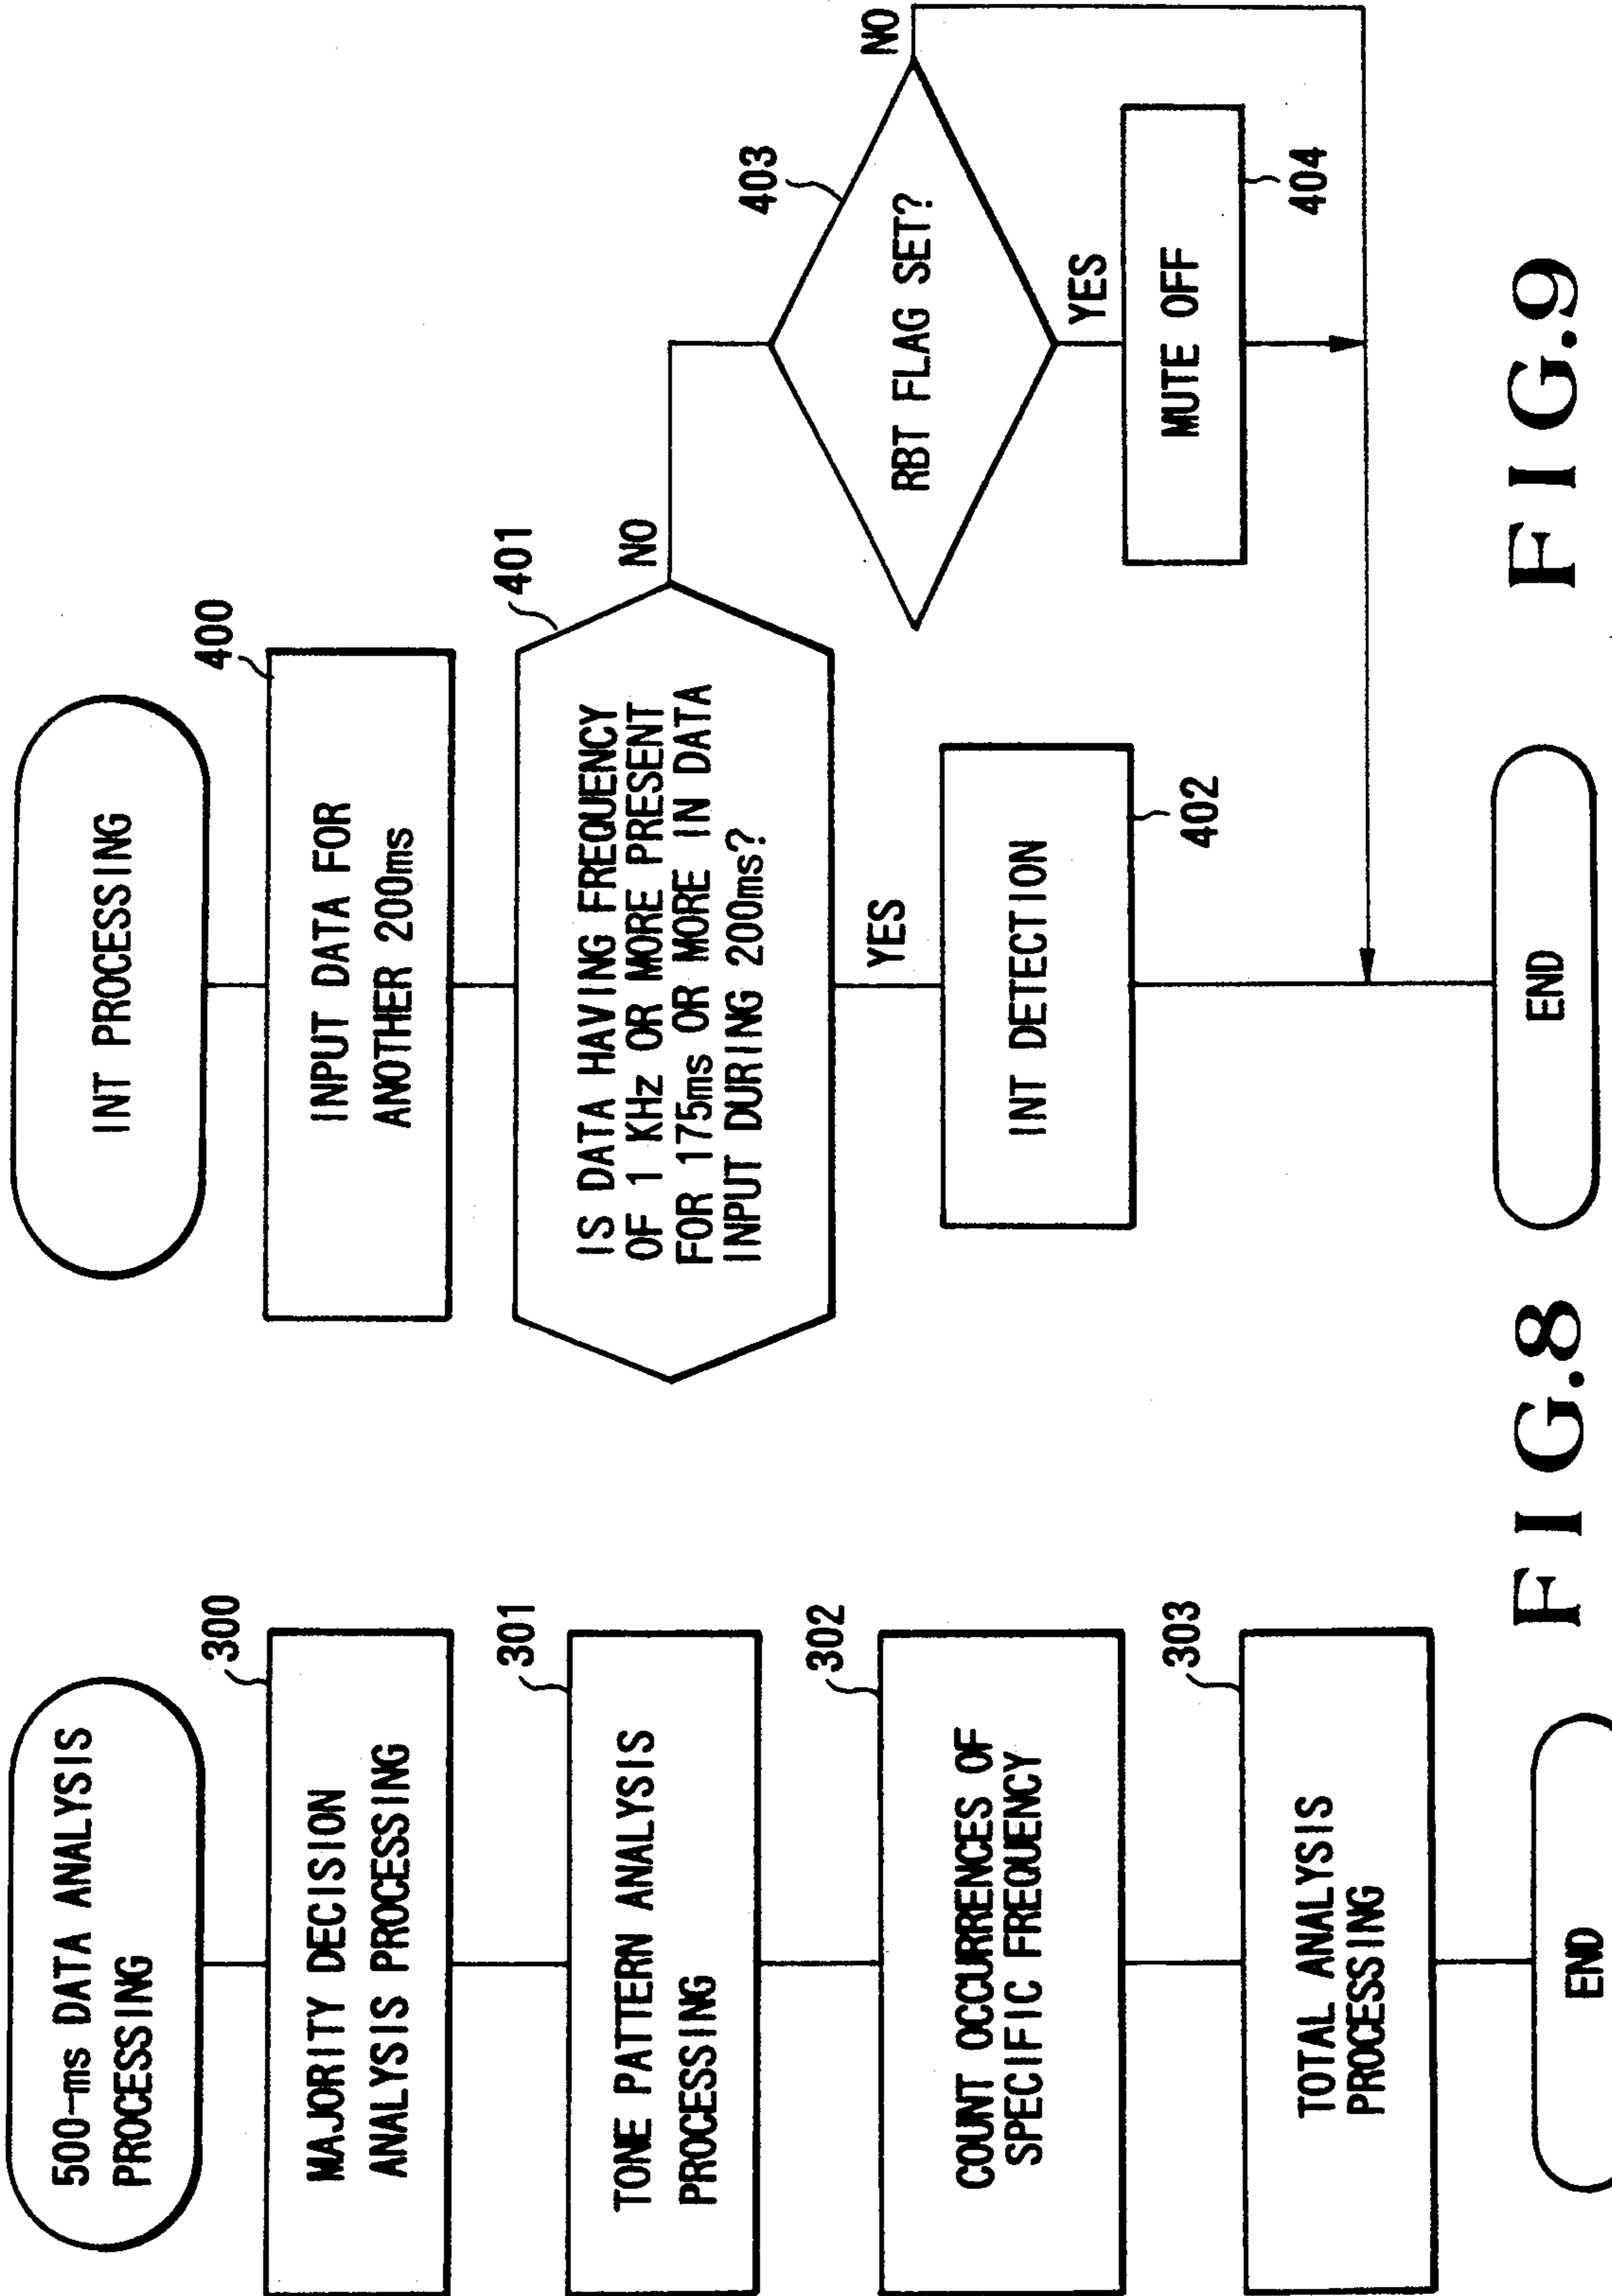 500-ms DATA ANALYSIS
PROCESSING
300
MAJORITY DECISION
ANALYSIS PROCESSING
301
TONE PATTERN ANALYSIS
PROCESSING
302
COUNT OCCURRENCES OF
SPECIFIC FREQUENCY
303
TOTAL ANALYSIS
PROCESSING
END
FIG.8
INT PROCESSING
400
INPUT DATA FOR
ANOTHER 200ms
401
IS DATA HAVING FREQUENCY
OF 1 KHz OR MORE PRESENT
FOR 175ms OR MORE IN DATA
INPUT DURING 200ms?
NO
YES
INT DETECTION
402
403
RBT FLAG SET?
NO
YES
MUTE OFF
404
END
FIG.9